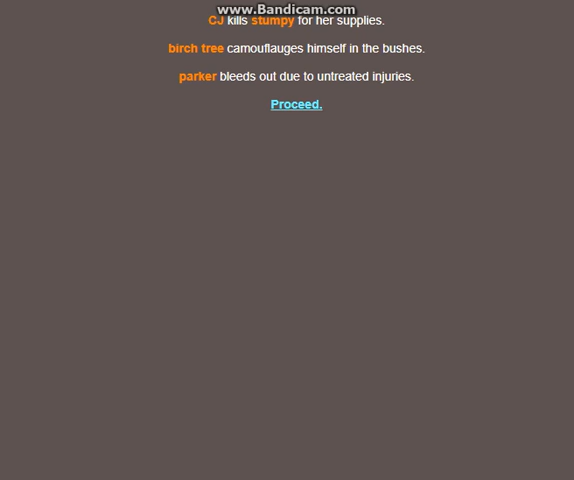 www.Bandicam.com
CJ kills stumpy for her supplies.
birch tree camouflauges himself in the bushes.
parker bleeds out due to untreated injuries.
Proceed.